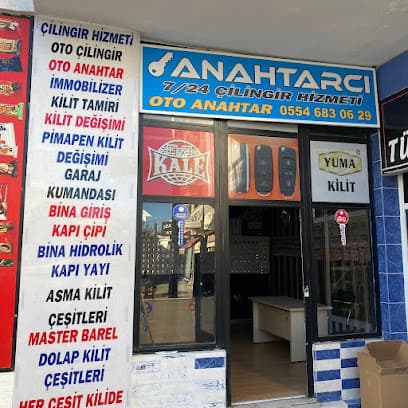 ÇİLİNGİR HİZMETİ
OTO ÇİLİNGİR
OTO ANAHTAR
İMMOBİLİZER
KİLİT TAMİRİ
KİLİT DEĞİŞİMİ
PİMAPEN KİLİT
DEĞİŞİMİ
GARAJ
KUMANDASI
BİNA GİRİŞ
KAPI ÇİPİ
BİNA HİDROLİK
KAPI YAYI
ASMA KİLİT
ÇEŞİTLERİ
MASTER BAREL
DOLAP KİLİT
ÇEŞİTLERİ
HER ÇEŞİT KİLİDE
ANAHTARCI
7/24 ÇİLİNGİR HİZMETİ
OTO ANAHTAR 0554 683 06 29
KALE
YUMA
KİLİT
TÜ